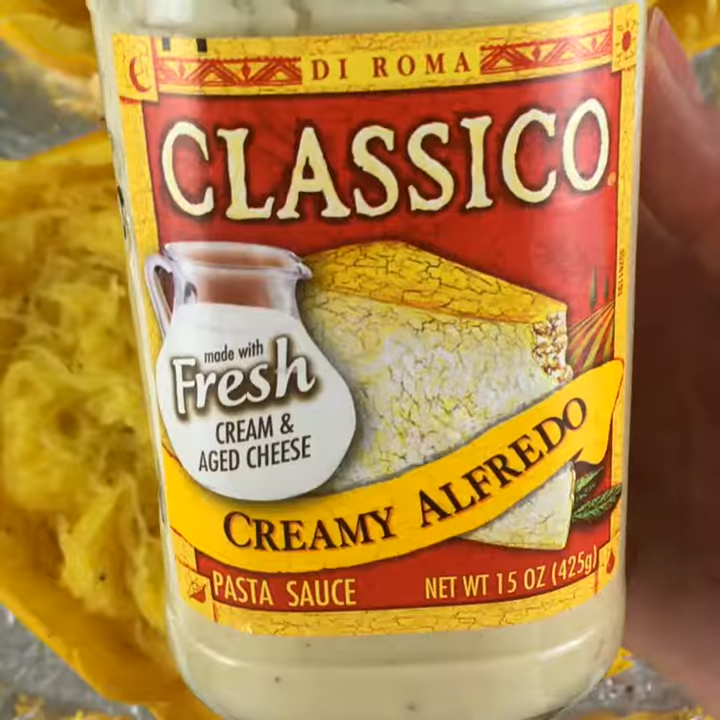 DI ROMA
CLASSICO
made with
Fresh
CREAM &
AGED CHEESE
CREAMY ALFREDO
PASTA SAUCE NET WT 15 OZ (425g)